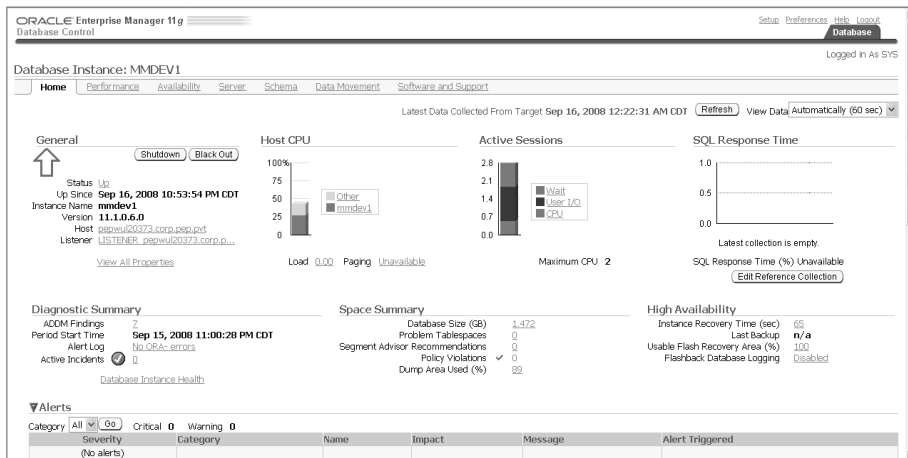 ORACLE Enterprise Manager 11g
Database Control
Setup Preferences Help Logout
Database
Logged in As SYS
Database Instance: MMDEV1
Home Performance Availability Server Schema Data Movement Software and Support
Latest Data Collected From Target Sep 16, 2008 12:22:31 AM CDT Refresh View Data Automatically (60 sec)
General
Shutdown Black Out
Status Up
Up Since Sep 16, 2008 10:53:54 PM CDT
Instance Name mmdev1
Version 11.1.0.6.0
Host pepwul20373.corp.pep.pvt
Listener LISTENER_pepwul20373.corp.p...
View All Properties
Host CPU
100%
75
50
25
0
Other
mmdev1
Load 0.00 Paging Unavailable
Active Sessions
2.8
2.1
1.4
0.7
0.0
Wait
User I/O
CPU
Maximum CPU 2
SQL Response Time
1.0
0.5
0.0
Latest collection is empty.
SQL Response Time (%) Unavailable
Edit Reference Collection
Diagnostic Summary
ADDM Findings 7
Period Start Time Sep 15, 2008 11:00:28 PM CDT
Alert Log No ORA- errors
Active Incidents 0
Database Instance Health
Space Summary
Database Size (GB) 1.472
Problem Tablespaces 0
Segment Advisor Recommendations 0
Policy Violations 0
Dump Area Used (%) 89
High Availability
Instance Recovery Time (sec) 65
Last Backup n/a
Usable Flash Recovery Area (%) 100
Flashback Database Logging Disabled
Alerts
Category All Go Critical 0 Warning 0
Severity Category Name Impact Message Alert Triggered
(No alerts)